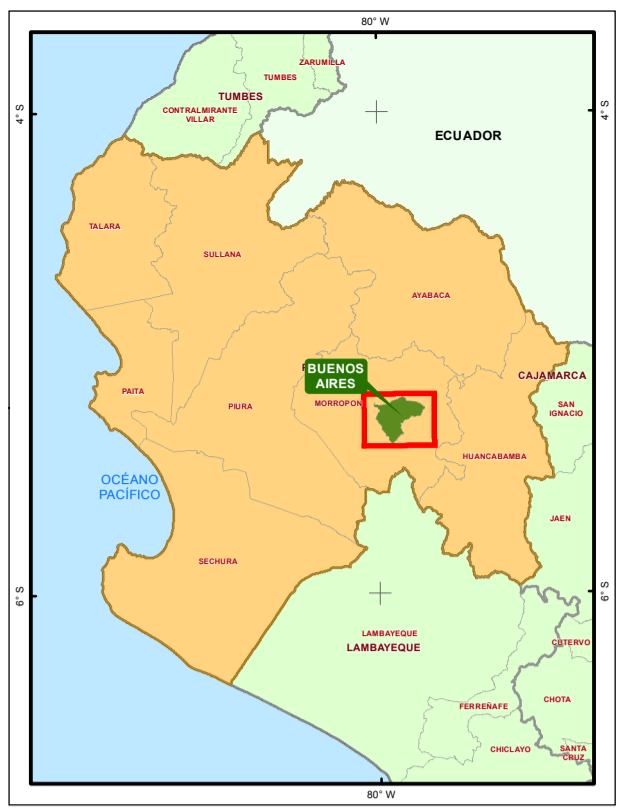 80° W
ZARUMILLA
TUMBES
TUMBES
CONTRALMIRANTE
VILLAR
4° S
4° S
ECUADOR
TALARA
SULLANA
AYABACA
BUENOS
AIRES
CAJAMARCA
PAITA
PIURA
MORROPON
SAN
IGNACIO
HUANCABAMBA
OCÉANO
PACÍFICO
JAEN
SECHURA
6° S
6° S
LAMBAYEQUE
LAMBAYEQUE
CUTERVO
CHOTA
FERREÑAFE
CHICLAYO
SANTA
CRUZ
80° W